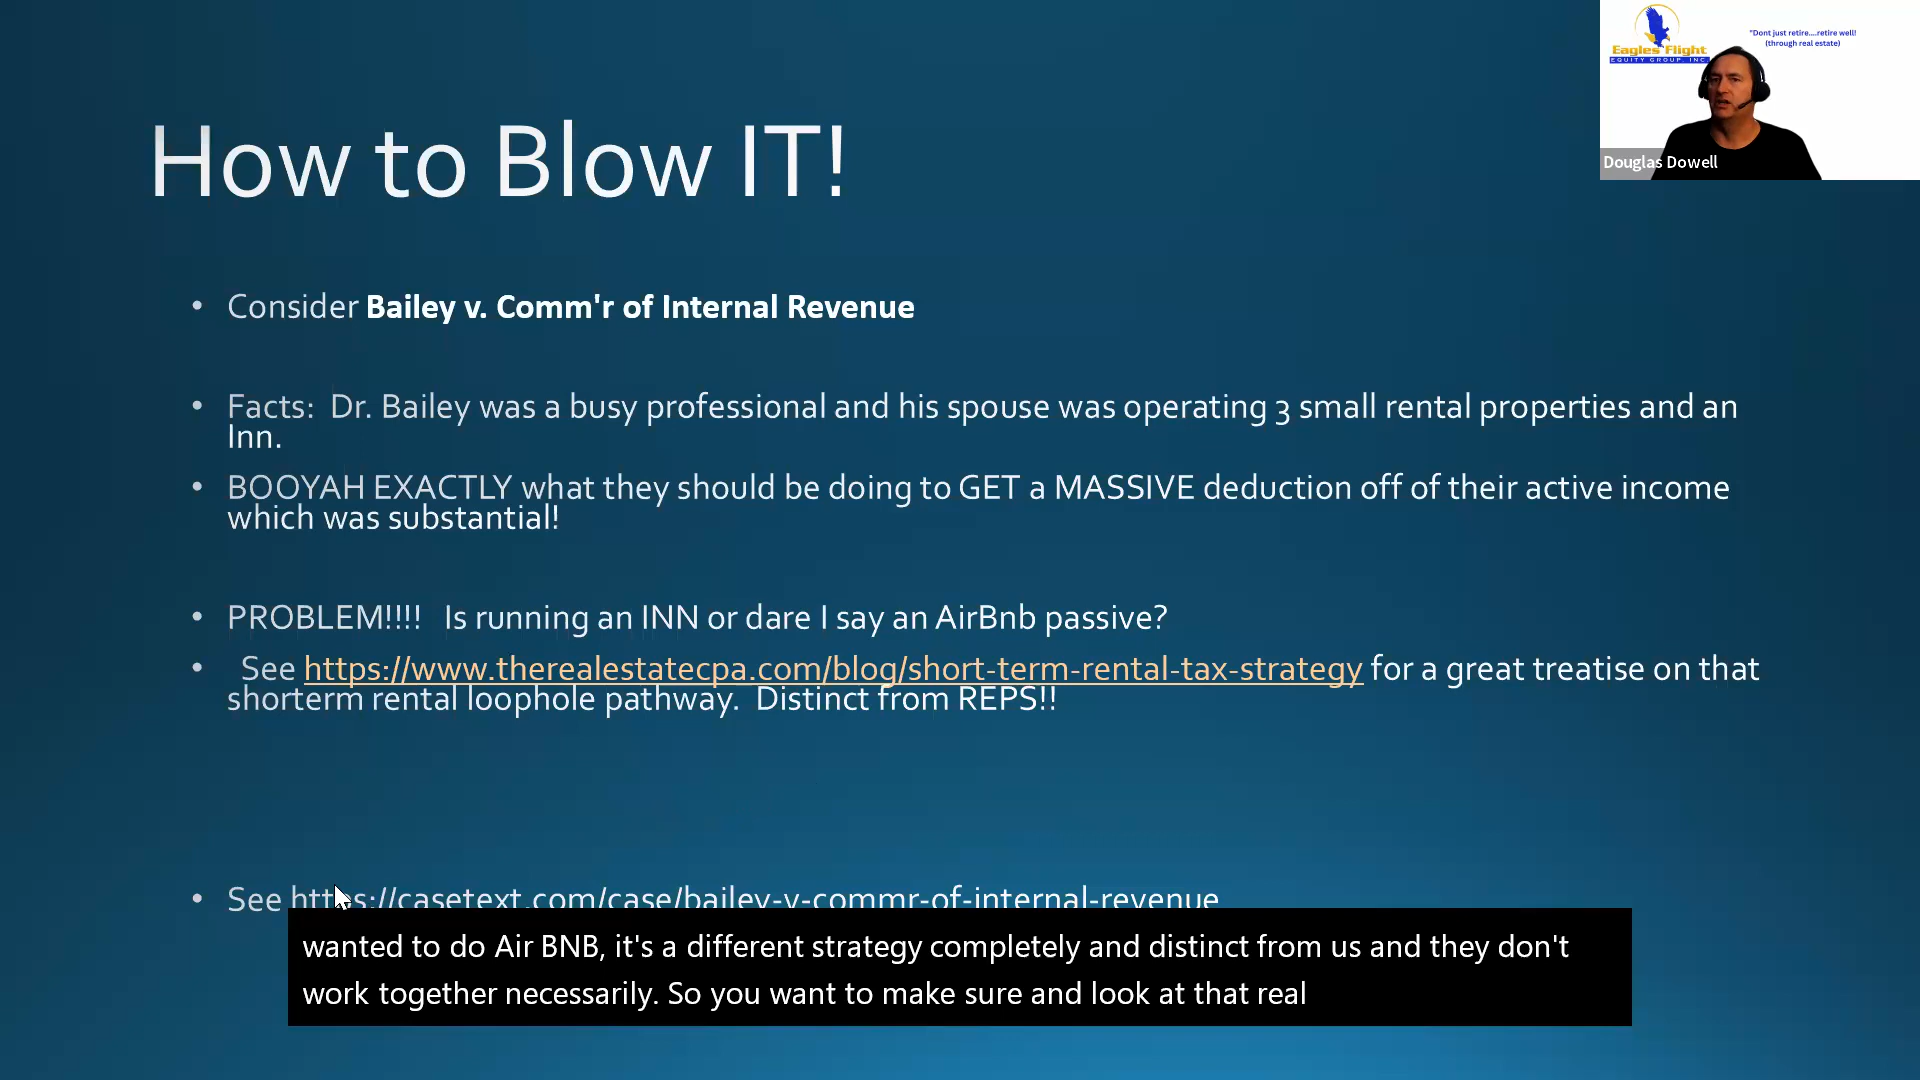 Eagles Flight
EQUITY GROUP, INC.
"Dont just retire....retire well!
(through real estate)
Douglas Dowell
How to Blow IT!
• Consider Bailey v. Comm'r of Internal Revenue
• Facts: Dr. Bailey was a busy professional and his spouse was operating 3 small rental properties and an
Inn.
• BOOYAH EXACTLY what they should be doing to GET a MASSIVE deduction off of their active income
which was substantial!
• PROBLEM!!!! Is running an INN or dare I say an AirBnb passive?
• See https://www.therealestatecpa.com/blog/short-term-rental-tax-strategy for a great treatise on that
shorterm rental loophole pathway. Distinct from REPS!!
• See https://casetext.com/case/bailey-v-commr-of-internal-revenue
wanted to do Air BNB, it's a different strategy completely and distinct from us and they don't
work together necessarily. So you want to make sure and look at that real